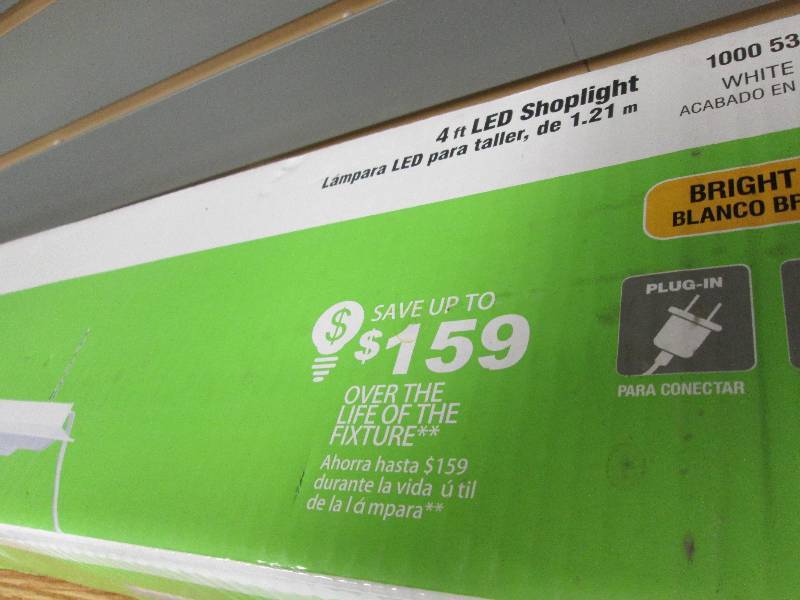 4 ft LED Shoplight
Lámpara LED para taller, de 1.21 m
1000 53
WHITE
ACABADO EN
BRIGHT
BLANCO
$
SAVE UP TO
$159
OVER THE
LIFE OF THE
FIXTURE**
Ahorra hasta $159
durante la vida ú til
de la l á mpara**
PLUG-IN
PARA CONECTAR